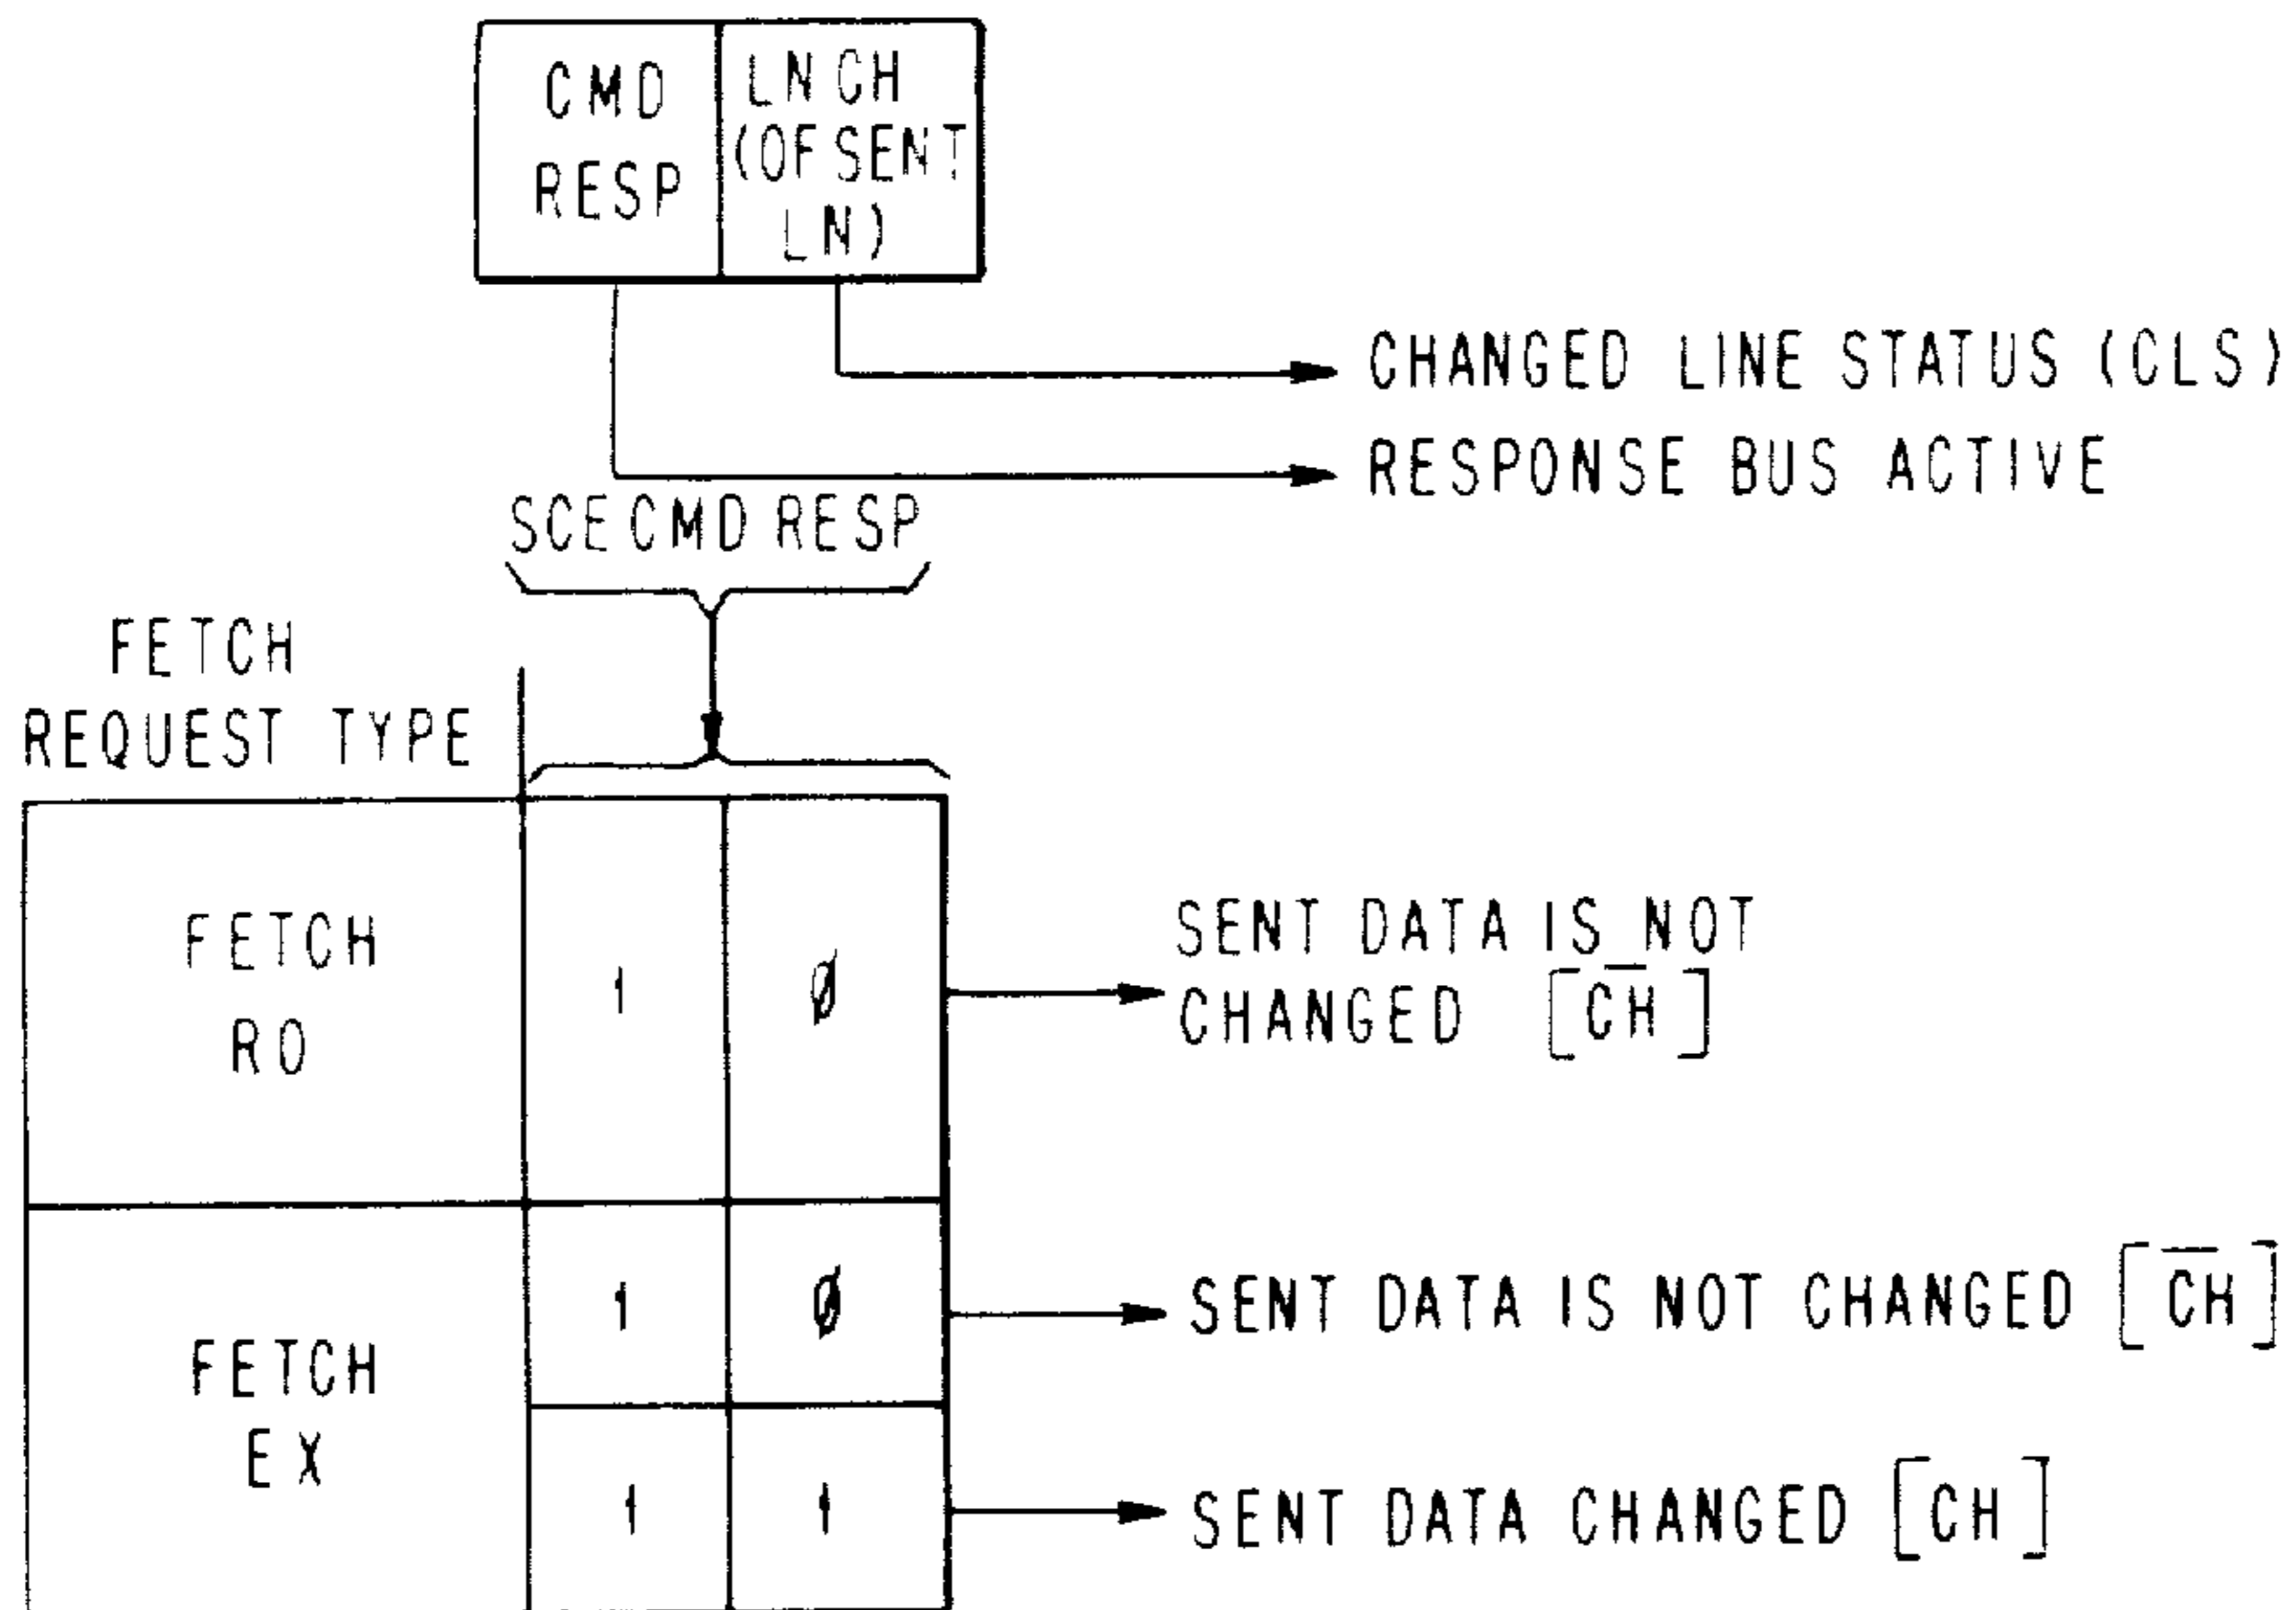 CMD
RESP
LN CH
(OF SENT
LN)
CHANGED LINE STATUS (CLS)
RESPONSE BUS ACTIVE
SCE CMD RESP
FETCH
REQUEST TYPE
FETCH
RO
1 Ø
SENT DATA IS NOT
CHANGED [C̅H̅]
FETCH
EX
1 Ø
SENT DATA IS NOT CHANGED [C̅H̅]
1 1
SENT DATA CHANGED [CH]